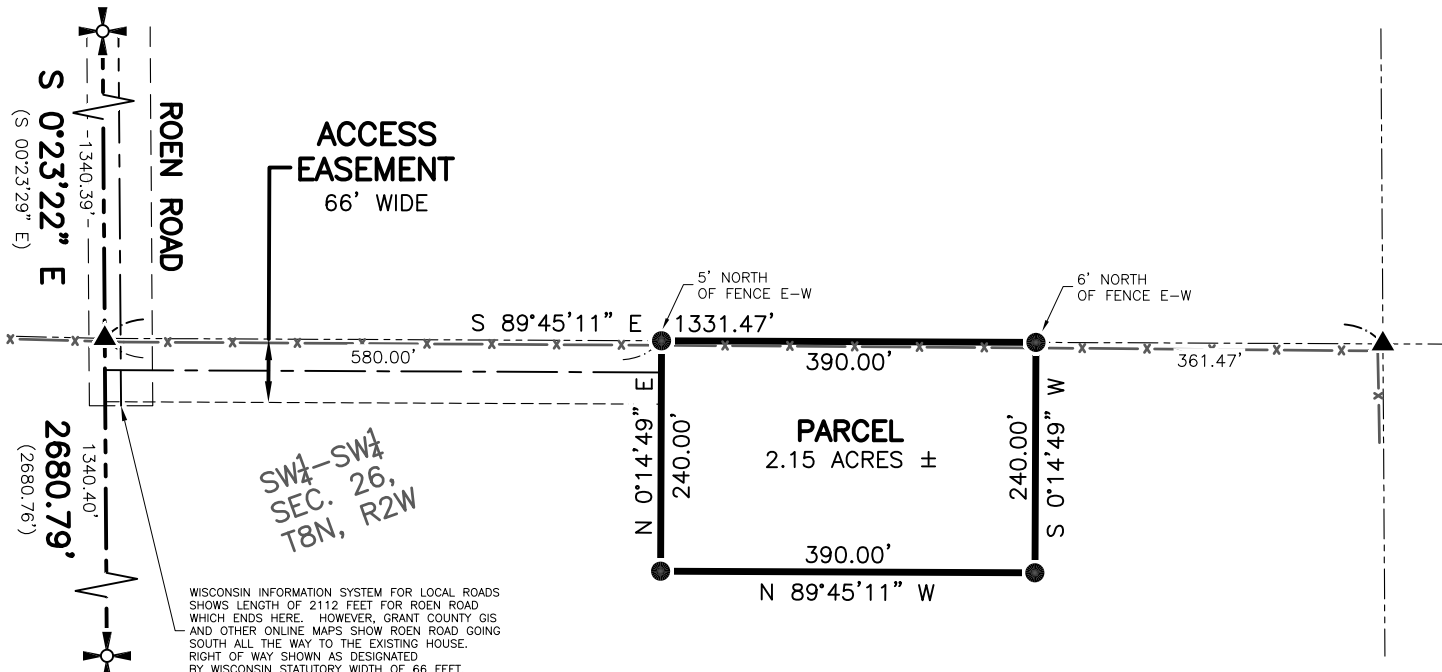 S 0°23'22" E
(S 00°23'29" E)
1340.39'
ROEN ROAD
ACCESS
EASEMENT
66' WIDE
5' NORTH
OF FENCE E-W
6' NORTH
OF FENCE E-W
S 89°45'11" E 1331.47'
580.00'
390.00'
361.47'
N 0°14'49" E
240.00'
PARCEL
2.15 ACRES ±
240.00'
S 0°14'49" W
390.00'
N 89°45'11" W
2680.79'
(2680.76')
1340.40'
SW¼-SW¼
SEC. 26,
T8N, R2W
WISCONSIN INFORMATION SYSTEM FOR LOCAL ROADS
SHOWS LENGTH OF 2112 FEET FOR ROEN ROAD
WHICH ENDS HERE. HOWEVER, GRANT COUNTY GIS
AND OTHER ONLINE MAPS SHOW ROEN ROAD GOING
SOUTH ALL THE WAY TO THE EXISTING HOUSE.
RIGHT OF WAY SHOWN AS DESIGNATED
BY WISCONSIN STATUTORY WIDTH OF 66 FEET